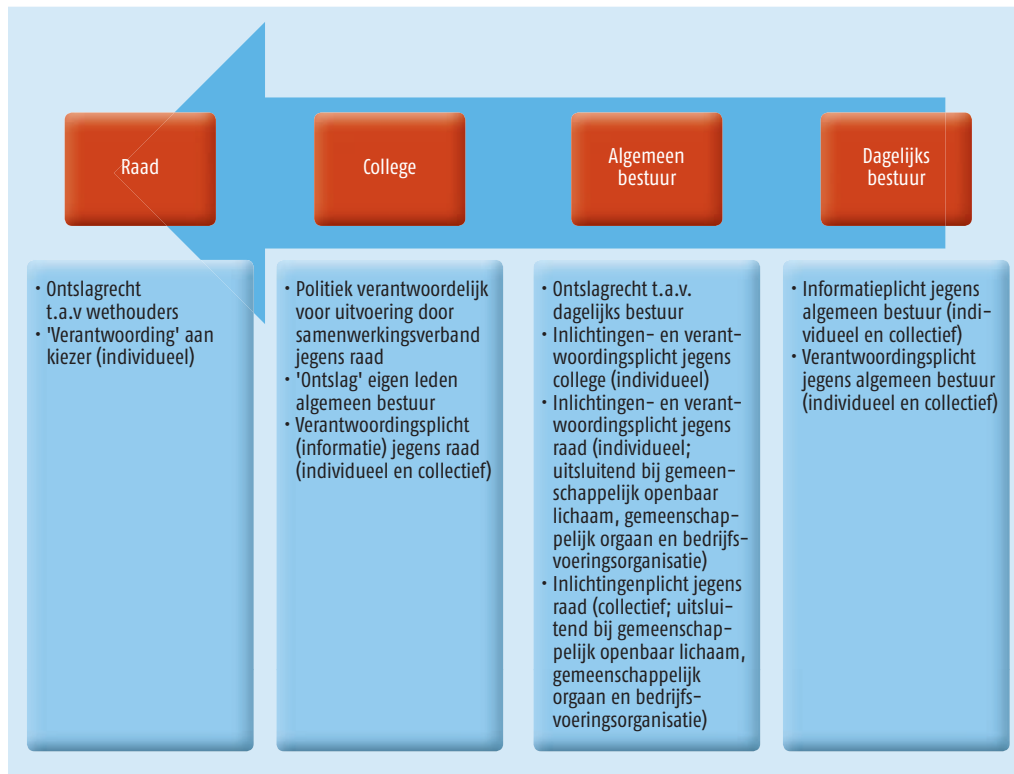 Raad
College
Algemeen
bestuur
Dagelijks
bestuur
· Ontslagrecht
t.a.v wethouders
· 'Verantwoording' aan
kiezer (individueel)
· Politiek verantwoordelijk
voor uitvoering door
samenwerkingsverband
jegens raad
· 'Ontslag' eigen leden
algemeen bestuur
· Verantwoordingsplicht
(informatie) jegens raad
(individueel en collectief)
· Ontslagrecht t.a.v.
dagelijks bestuur
· Inlichtingen- en verant-
woordingsplicht jegens
college (individueel)
· Inlichtingen- en verant-
woordingsplicht jegens
raad (individueel;
uitsluitend bij gemeen-
schappelijk openbaar
lichaam, gemeenschap-
pelijk orgaan en bedrijfs-
voeringsorganisatie)
· Inlichtingenplicht jegens
raad (collectief; uitslui-
tend bij gemeenschap-
pelijk openbaar lichaam,
gemeenschappelijk
orgaan en bedrijfs-
voeringsorganisatie)
· Informatieplicht jegens
algemeen bestuur (indi-
vidueel en collectief)
· Verantwoordingsplicht
jegens algemeen bestuur
(individueel en collectief)